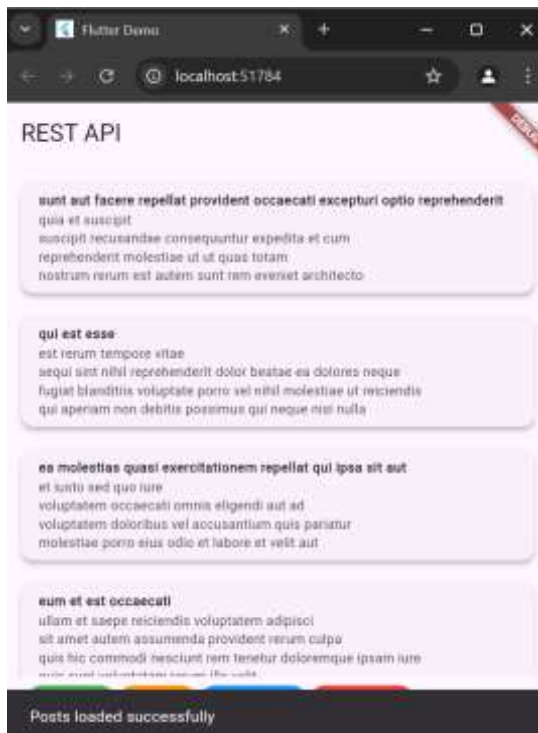 Flutter Demo
localhost:51784
REST API
DEBUG
sunt aut facere repellat provident occaecati excepturi optio reprehenderit
quia et suscipit
suscipit recusandae consequuntur expedita et cum
reprehenderit molestiae ut ut quas totam
nostrum rerum est autem sunt rem eveniet architecto
qui est esse
est rerum tempore vitae
sequi sint nihil reprehenderit dolor beatae ea dolores neque
fugiat blanditiis voluptate porro vel nihil molestiae ut reiciendis
qui aperiam non debitis possimus qui neque nisi nulla
ea molestias quasi exercitationem repellat qui ipsa sit aut
et iusto sed quo iure
voluptatem occaecati omnis eligendi aut ad
voluptatem doloribus vel accusantium quis pariatur
molestiae porro eius odio et labore et velit aut
eum et est occaecati
ullam et saepe reiciendis voluptatem adipisci
sit amet autem assumenda provident rerum culpa
quis hic commodi nesciunt rem tenetur doloremque ipsam iure
Posts loaded successfully